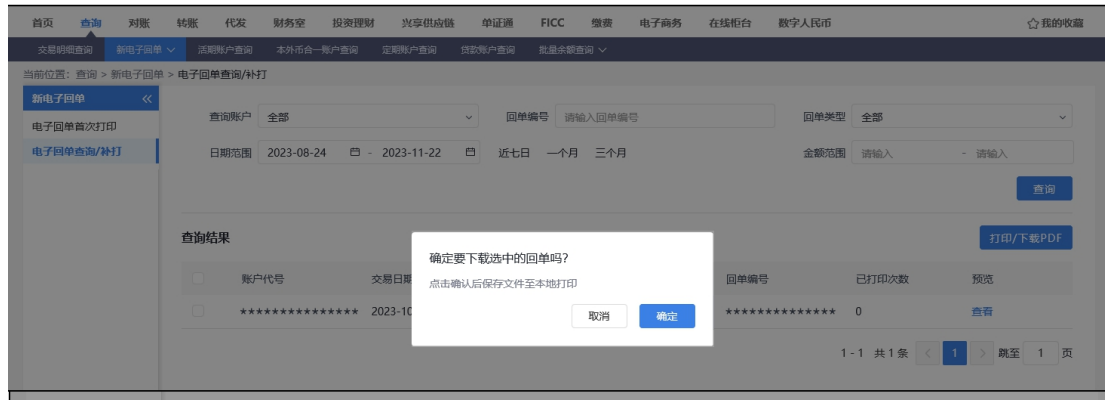 首页 查询 对账 转账 代发 财务室 投资理财 兴享供应链 单证通 FICC 缴费 电子商务 在线柜台 数字人民币 我的收藏
交易明细查询 新电子回单 活期账户查询 本外币合一账户查询 定期账户查询 贷款账户查询 批量余额查询
当前位置：查询 > 新电子回单 > 电子回单查询/补打
新电子回单 《
电子回单首次打印
电子回单查询/补打
查询账户 全部 回单编号 请输入回单编号 回单类型 全部
日期范围 2023-08-24 - 2023-11-22 近七日 一个月 三个月 金额范围 请输入 - 请输入
查询
查询结果 打印/下载PDF
确定要下载选中的回单吗?
点击确认后保存文件至本地打印
取消 确定
账户代号 交易日期 回单编号 已打印次数 预览
*************** 2023-10 ************** 0 查看
1-1 共1条 < 1 > 跳至 1 页